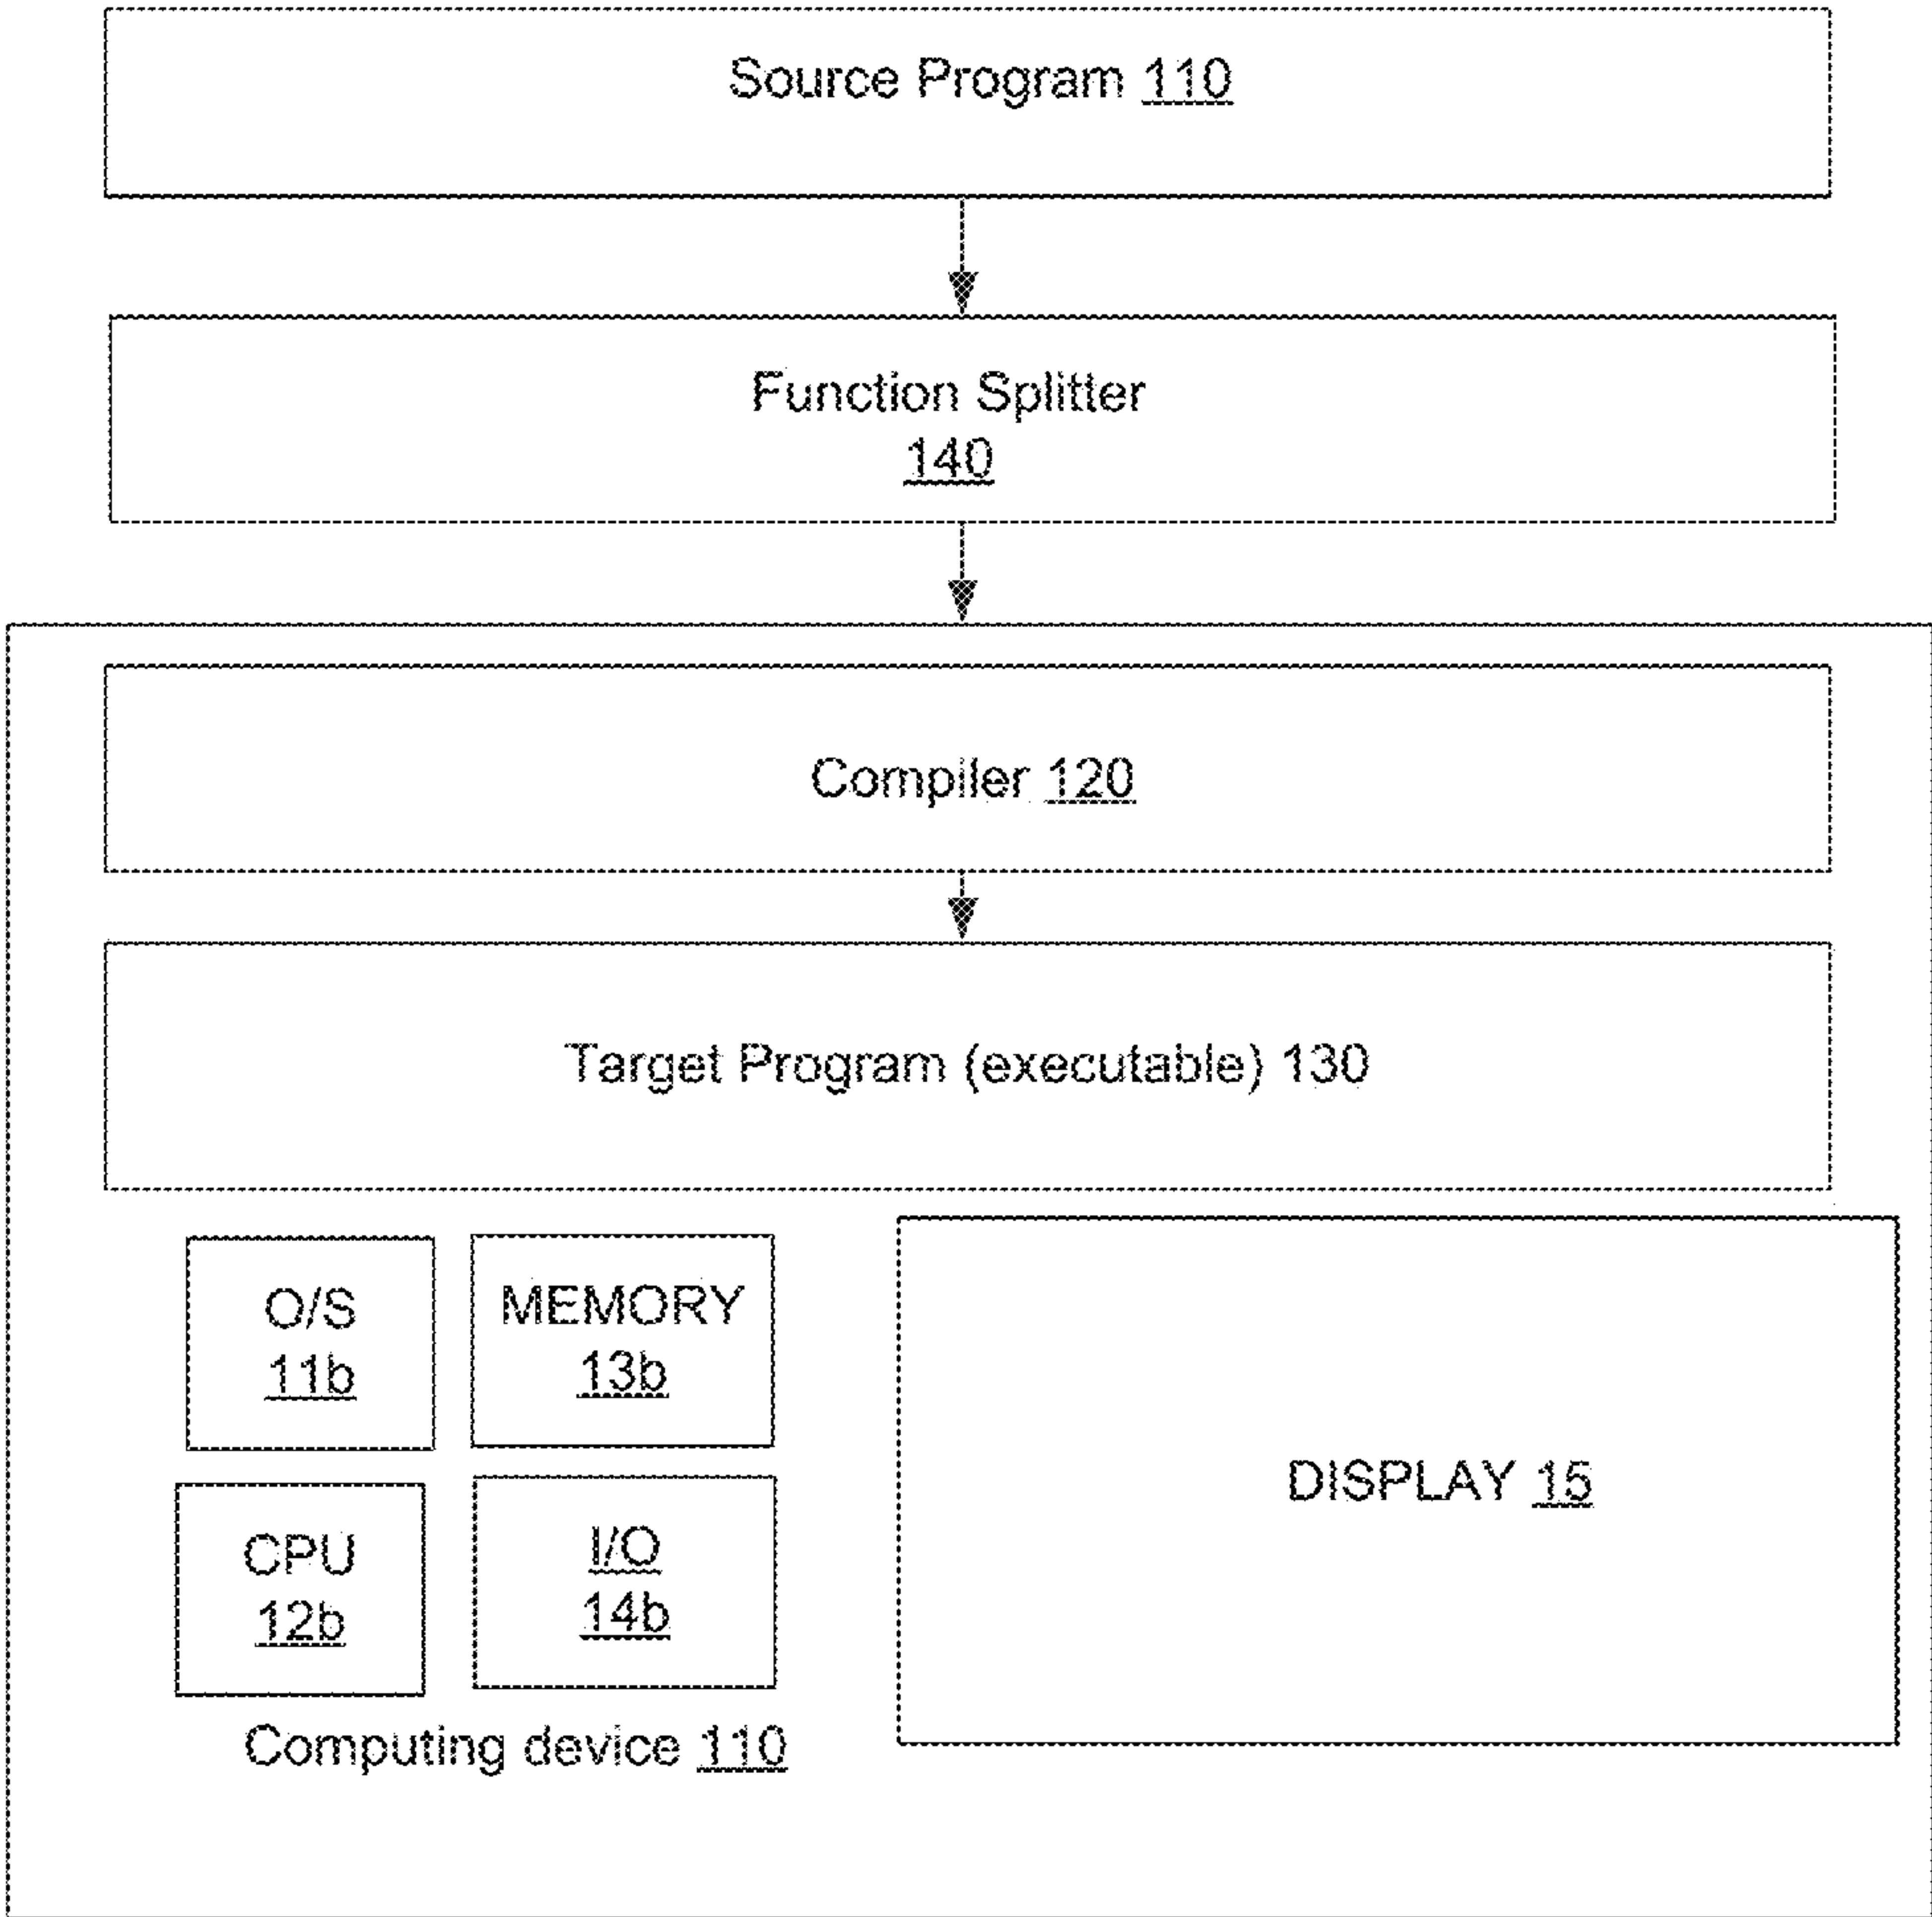 Source Program 110
Function Splitter
140
Compiler 120
Target Program (executable) 130
O/S
11b
MEMORY
13b
CPU
12b
I/O
14b
DISPLAY 15
Computing device 110